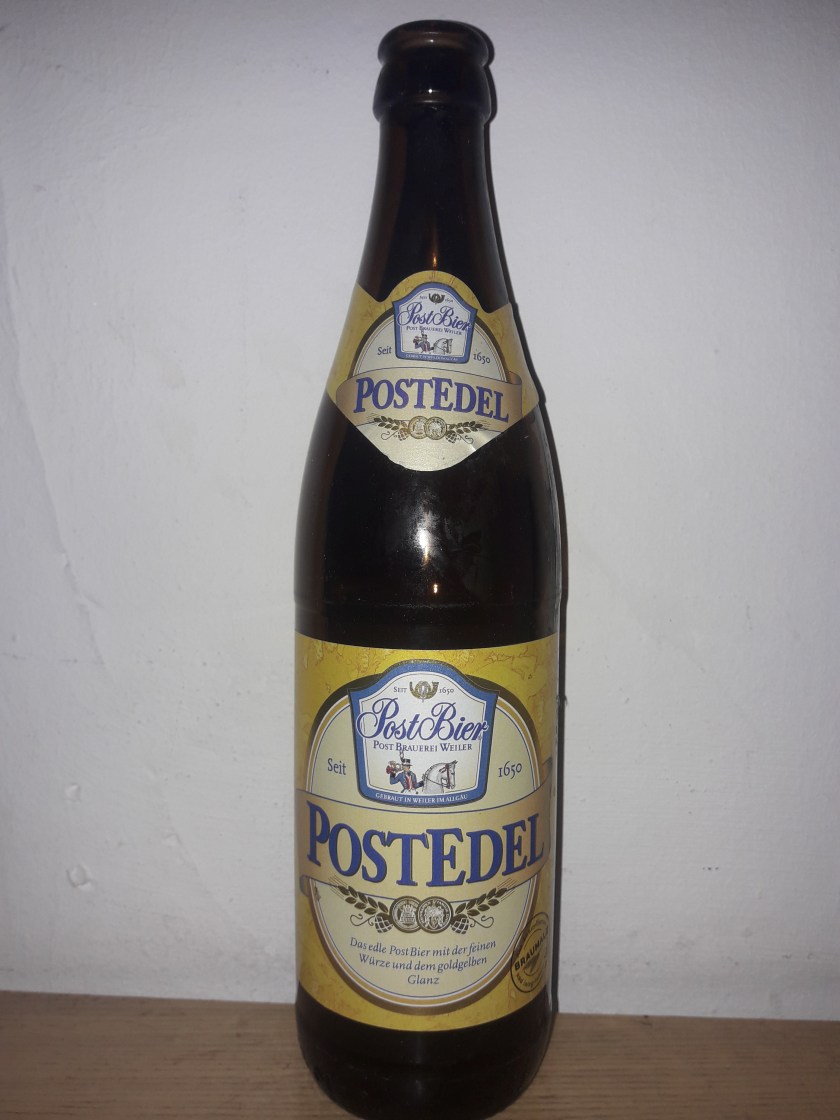 SEIT 1650
PostBier
POST BRAUEREI WEILER
Seit 1650
POSTEDEL
SEIT 1650
PostBier
POST BRAUEREI WEILER
Seit 1650
GEBRAUT IN WEILER IM ALLGÄU
POSTEDEL
Das edle PostBier mit der feinen
Würze und dem goldgelben
Glanz